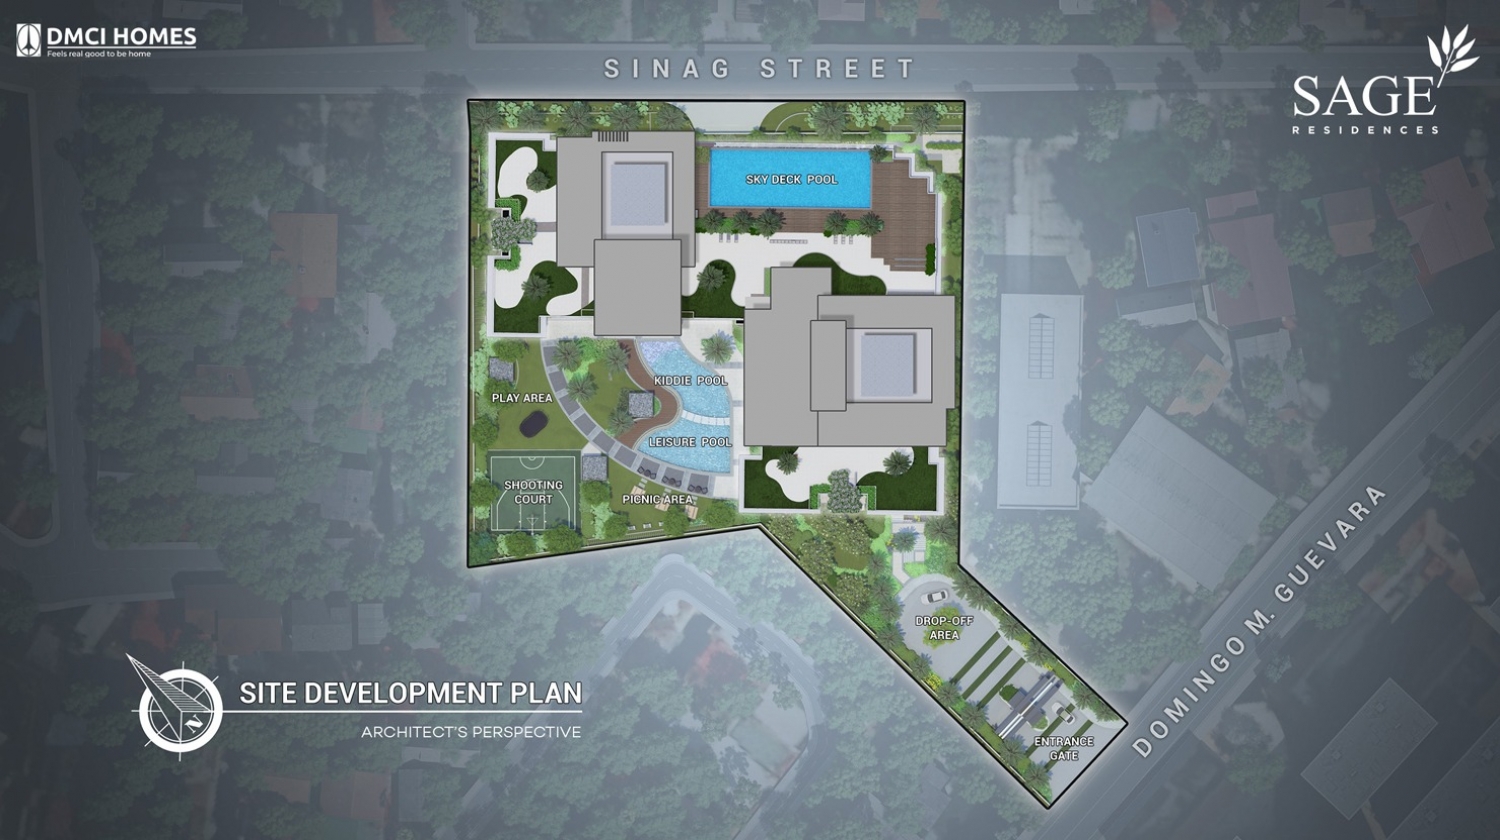 DMCI HOMES
Feels real good to be home
SINAG STREET
SAGE
RESIDENCES
SKY DECK POOL
KIDDIE POOL
PLAY AREA
LEISURE POOL
SHOOTING
COURT
PICNIC AREA
DROP-OFF
AREA
ENTRANCE
GATE
DOMINGO M. GUEVARA
N
SITE DEVELOPMENT PLAN
ARCHITECT'S PERSPECTIVE